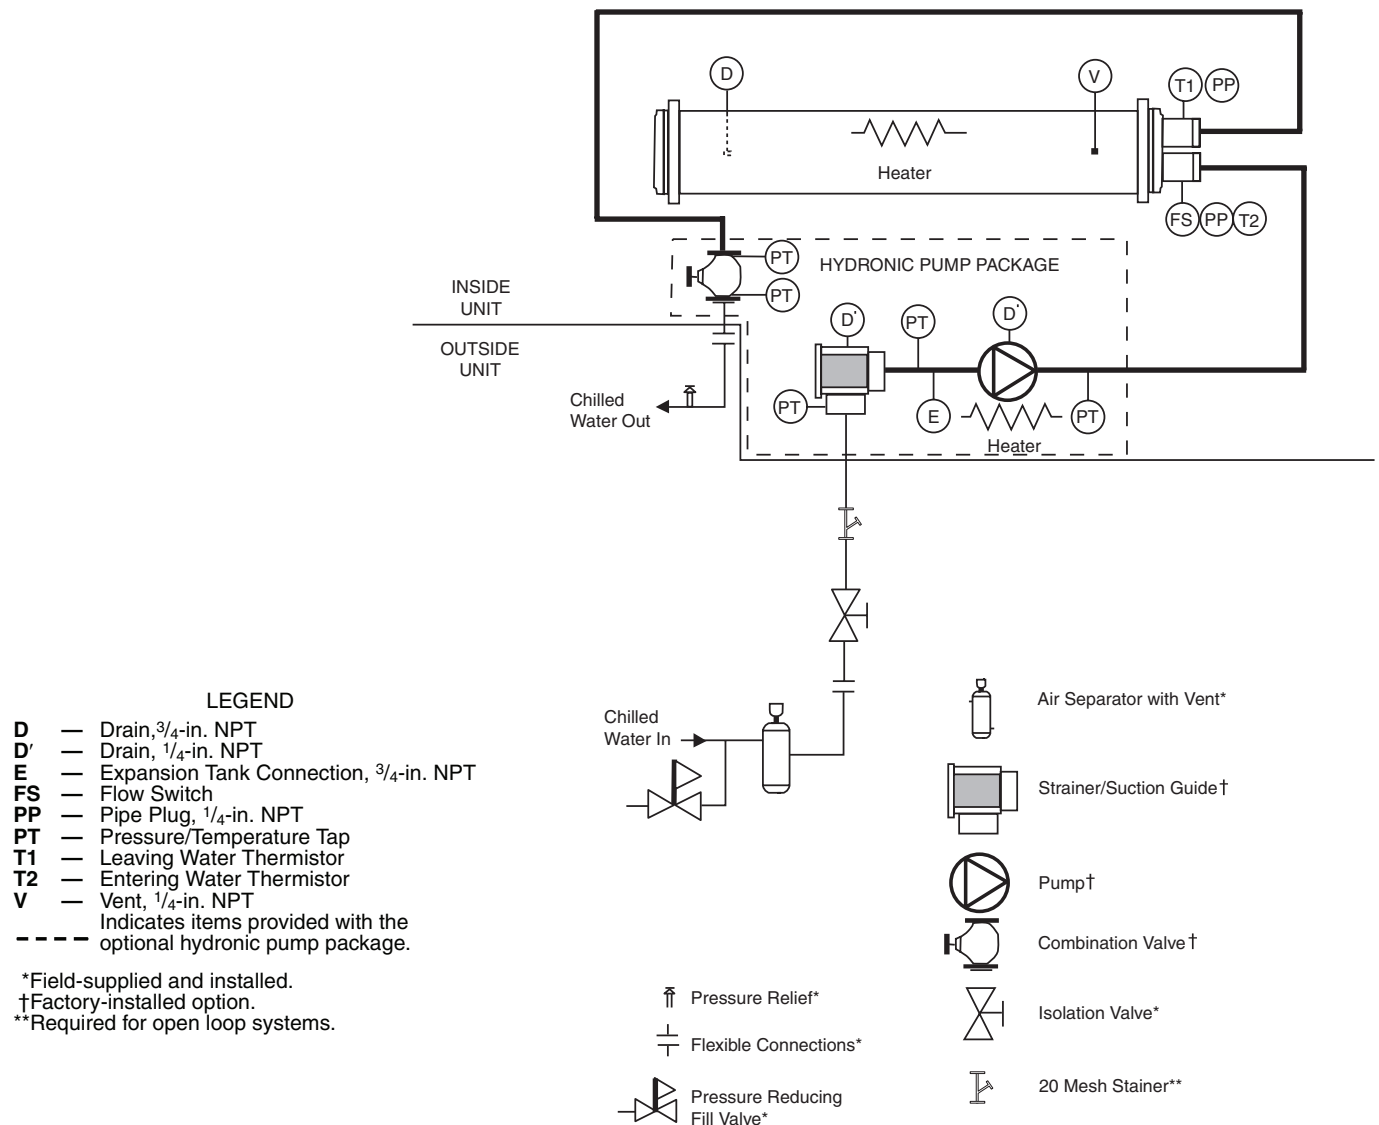 D
V
T1
PP
Heater
FS
PP
T2
PT
HYDRONIC PUMP PACKAGE
PT
INSIDE
UNIT
OUTSIDE
UNIT
D'
PT
D'
Chilled
Water Out
PT
E
PT
Heater
Chilled
Water In
LEGEND
D — Drain,3/4-in. NPT
D′ — Drain, 1/4-in. NPT
E — Expansion Tank Connection, 3/4-in. NPT
FS — Flow Switch
PP — Pipe Plug, 1/4-in. NPT
PT — Pressure/Temperature Tap
T1 — Leaving Water Thermistor
T2 — Entering Water Thermistor
V — Vent, 1/4-in. NPT
Indicates items provided with the
---- optional hydronic pump package.
*Field-supplied and installed.
†Factory-installed option.
**Required for open loop systems.
Pressure Relief*
Flexible Connections*
Pressure Reducing
Fill Valve*
Air Separator with Vent*
Strainer/Suction Guide†
Pump†
Combination Valve†
Isolation Valve*
20 Mesh Stainer**